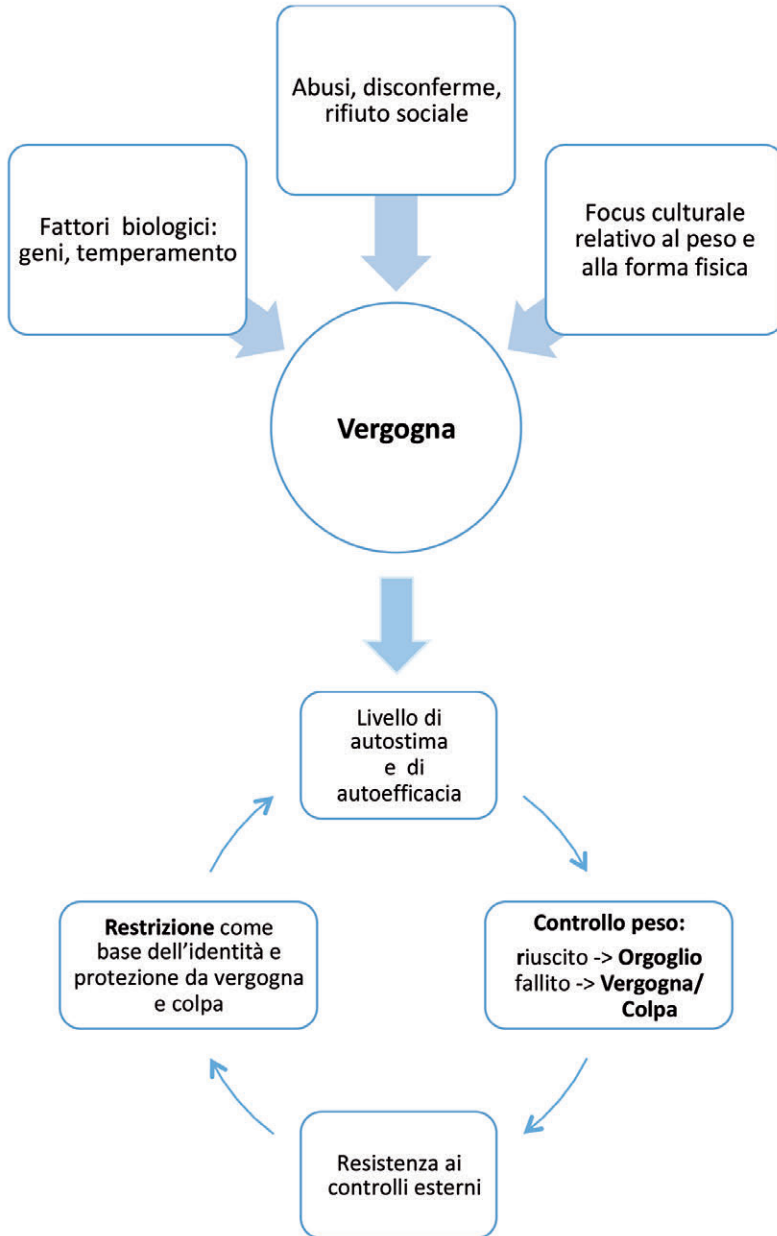 Abusi, disconferme,
rifiuto sociale
Fattori biologici:
geni, temperamento
Focus culturale
relativo al peso e
alla forma fisica
Vergogna
Livello di
autostima
e di
autoefficacia
Restrizione come
base dell'identità e
protezione da vergogna
e colpa
Controllo peso:
riuscito -> Orgoglio
fallito -> Vergogna/
Colpa
Resistenza ai
controlli esterni